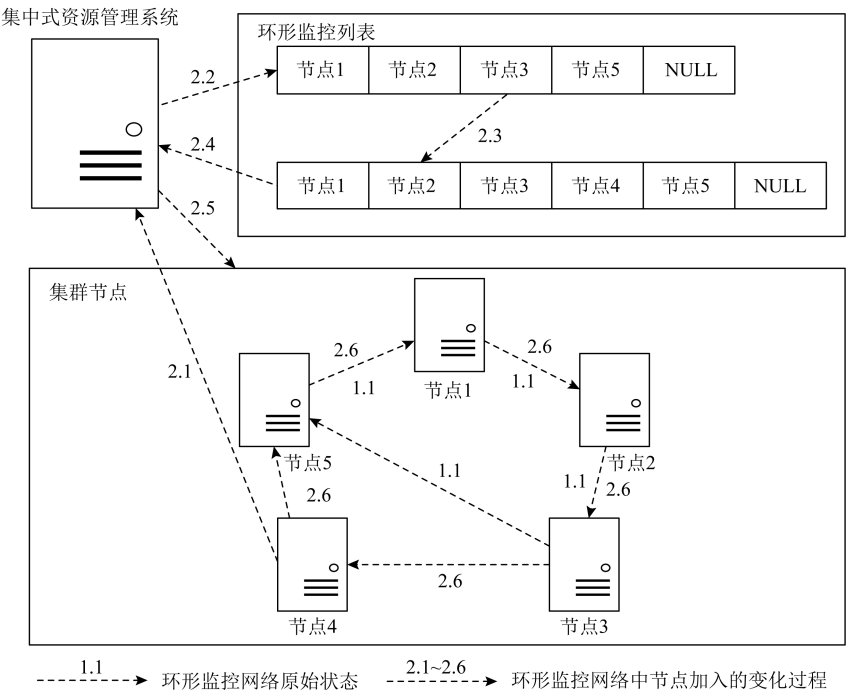 集中式资源管理系统
环形监控列表
节点1 节点2 节点3 节点5 NULL
2.2
2.3
2.4
节点1 节点2 节点3 节点4 节点5 NULL
2.5
集群节点
2.6 2.6
2.1
1.1 节点1 1.1
节点5 节点2
1.1 1.1
2.6 2.6
2.6
节点4 节点3
1.1 环形监控网络原始状态 2.1~2.6 环形监控网络中节点加入的变化过程